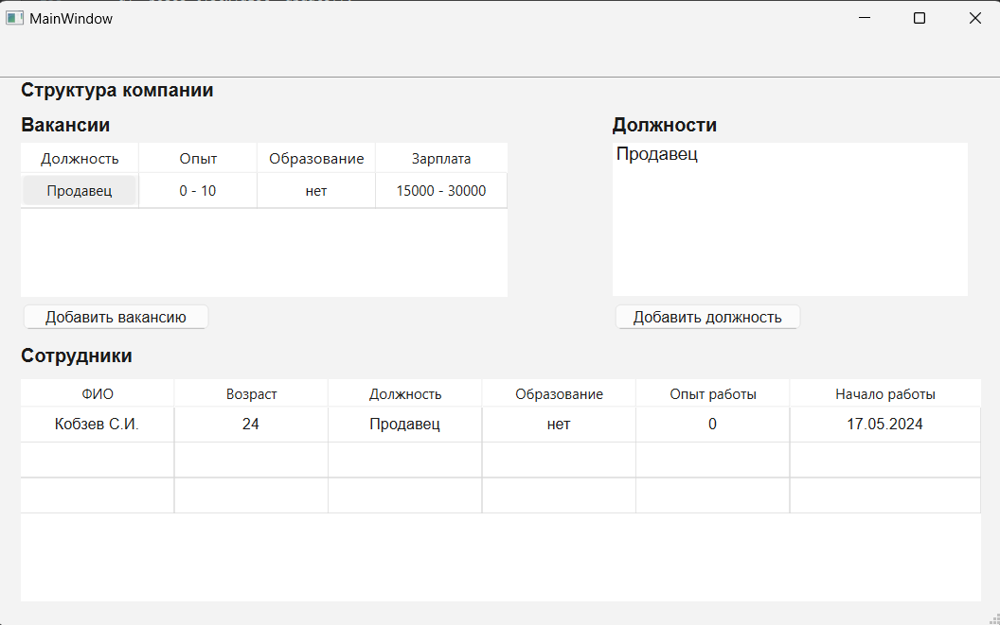 MainWindow
Структура компании
Вакансии
Должности
Должность Опыт Образование Зарплата
Продавец 0 - 10 нет 15000 - 30000
Продавец
Добавить вакансию
Добавить должность
Сотрудники
ФИО Возраст Должность Образование Опыт работы Начало работы
Кобзев С.И. 24 Продавец нет 0 17.05.2024